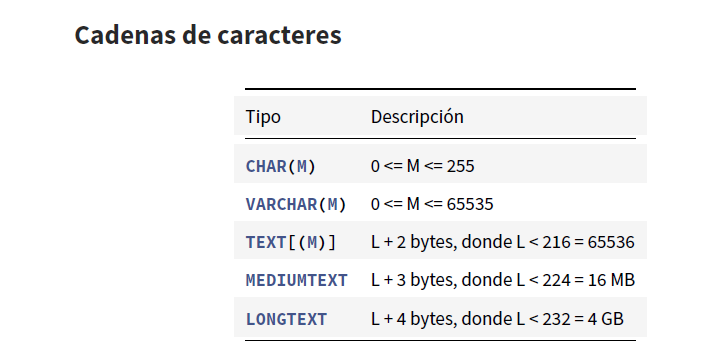 Cadenas de caracteres
Tipo Descripción
CHAR(M) 0 <= M <= 255
VARCHAR(M) 0 <= M <= 65535
TEXT[(M)] L + 2 bytes, donde L < 216 = 65536
MEDIUMTEXT L + 3 bytes, donde L < 224 = 16 MB
LONGTEXT L + 4 bytes, donde L < 232 = 4 GB